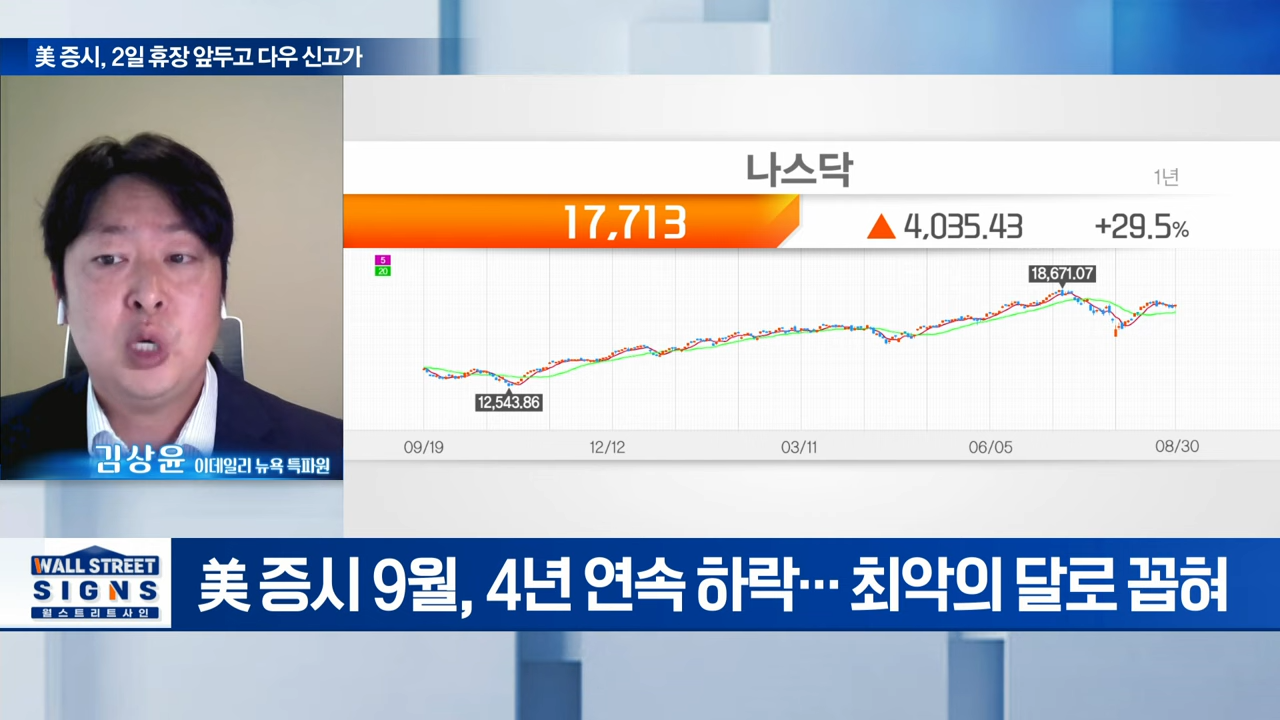 美 증시, 2일 휴장 앞두고 다우 신고가
나스닥
1년
17,713
▲ 4,035.43
+29.5%
5
20
18,671.07
12,543.86
09/19
12/12
03/11
06/05
08/30
김상윤 이데일리 뉴욕 특파원
WALL STREET
SIGNS
월스트리트사인
美 증시 9월, 4년 연속 하락… 최악의 달로 꼽혀